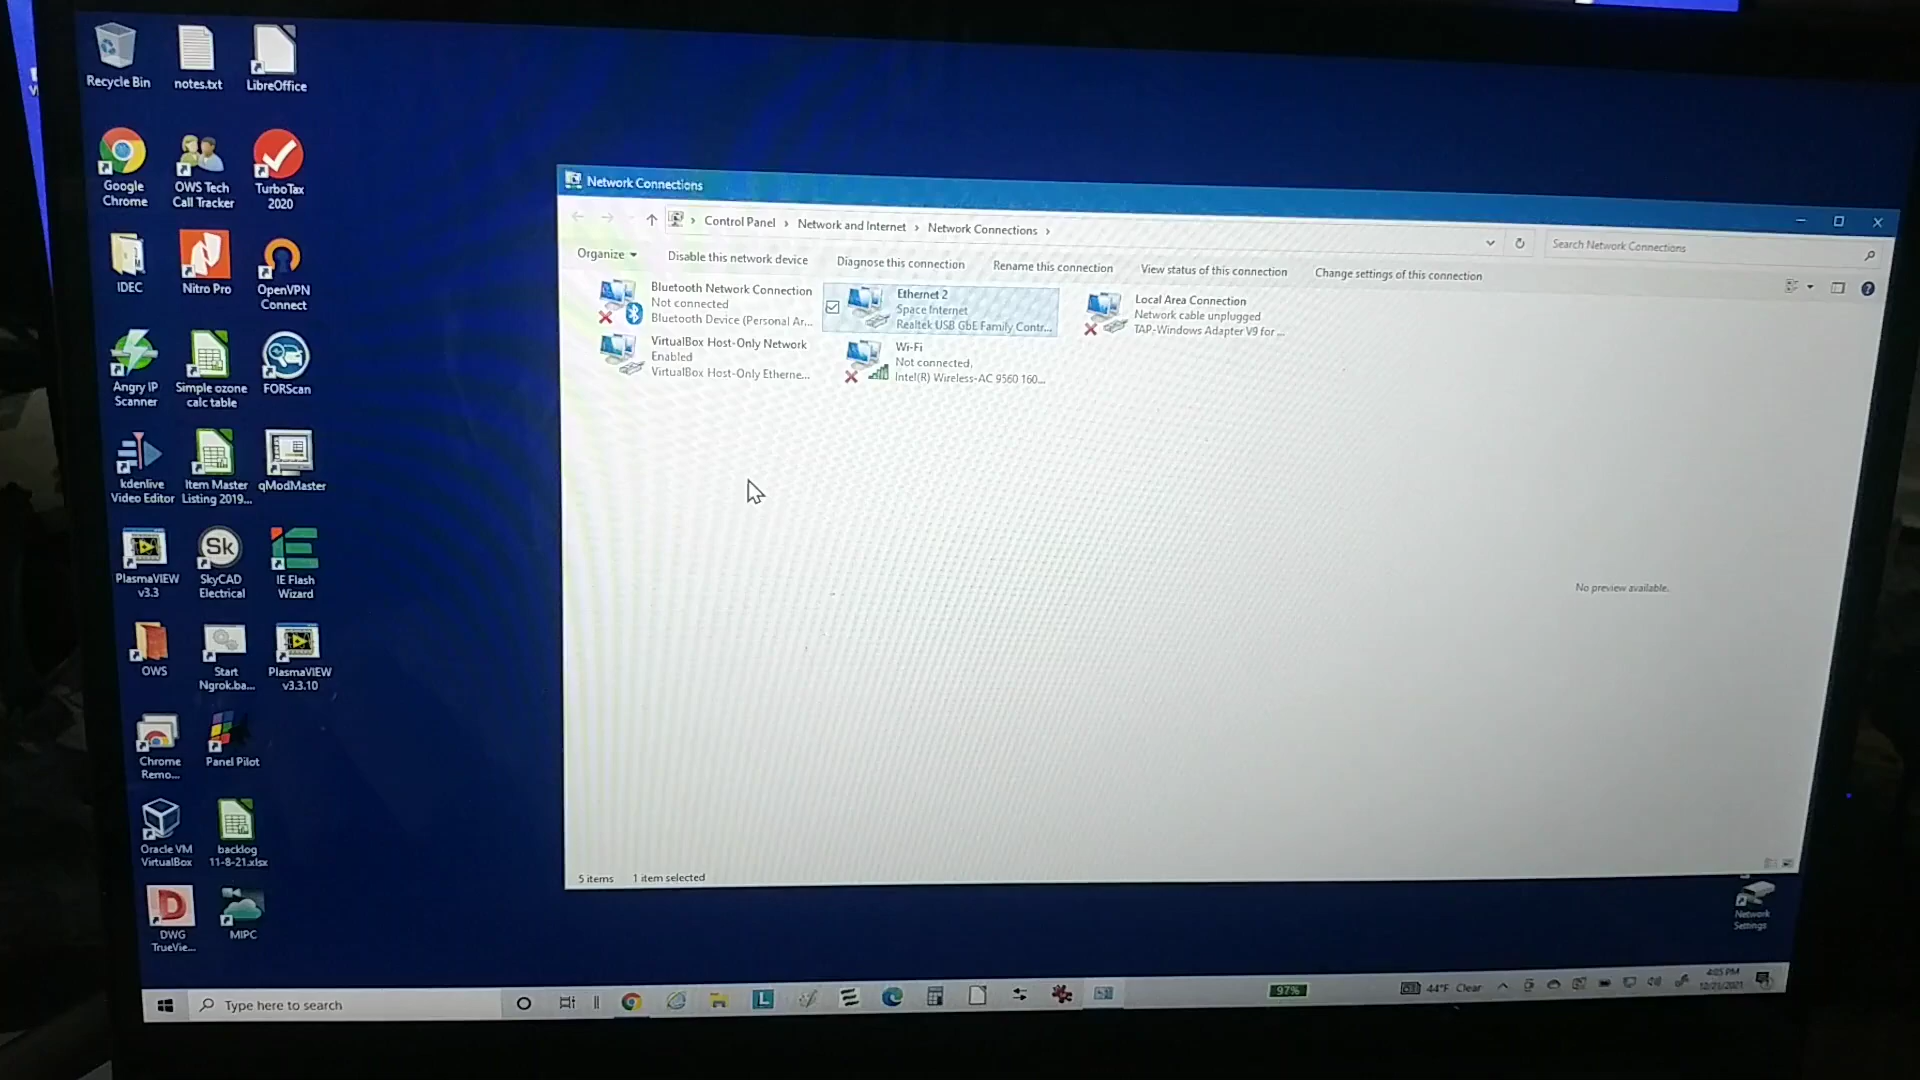 Recycle Bin
notes.txt
LibreOffice
Google
Chrome
OWS Tech
Call Tracker
TurboTax
2020
IDEC
Nitro Pro
OpenVPN
Connect
Angry IP
Scanner
Simple ozone
calc table
FORScan
kdenlive
Video Editor
Item Master
Listing 2019...
qModMaster
PlasmaVIEW
v3.3
Sk
SkyCAD
Electrical
IE Flash
Wizard
OWS
Start
Ngrok.ba...
PlasmaVIEW
v3.3.10
Chrome
Remo...
Panel Pilot
Oracle VM
VirtualBox
backlog
11-8-21.xlsx
DWG
TrueVie...
MIPC
Network Connections
Control Panel > Network and Internet > Network Connections >
Search Network Connections
Organize
Disable this network device
Diagnose this connection
Rename this connection
View status of this connection
Change settings of this connection
Bluetooth Network Connection
Not connected
Bluetooth Device (Personal Ar...
Ethernet 2
Space Internet
Realtek USB GbE Family Contr...
Local Area Connection
Network cable unplugged
TAP-Windows Adapter V9 for ...
VirtualBox Host-Only Network
Enabled
VirtualBox Host-Only Etherne...
Wi-Fi
Not connected,
Intel(R) Wireless-AC 9560 160...
No preview available.
5 items
1 item selected
Network
Settings
Type here to search
97%
44°F Clear
4:05 PM
12/21/2021